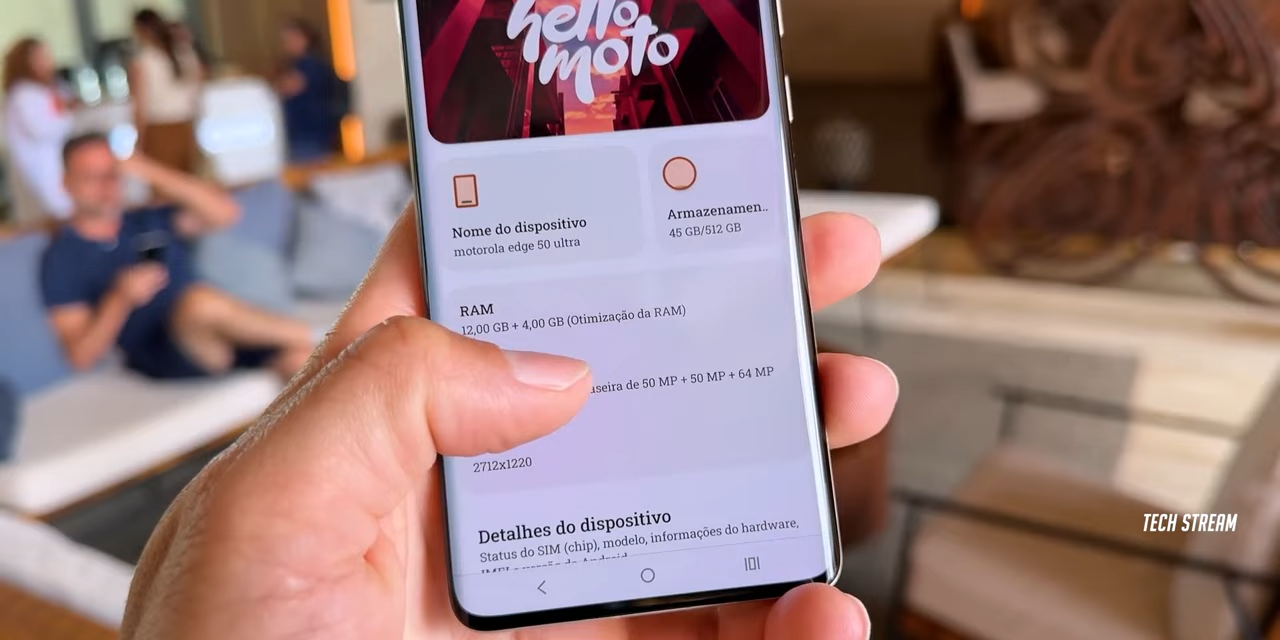 hello
moto
Nome do dispositivo
motorola edge 50 ultra
Armazenamen..
45 GB/512 GB
RAM
12,00 GB + 4,00 GB (Otimização da RAM)
de 50 MP + 50 MP + 64 MP
2712x1220
Detalhes do dispositivo
Status do SIM (chip), modelo, informações do hardware,
TECH STREAM